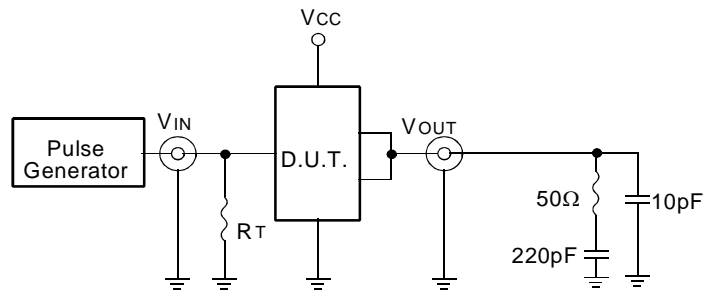 VCC
VIN
VOUT
Pulse
Generator
D.U.T.
RT
50Ω
10pF
220pF